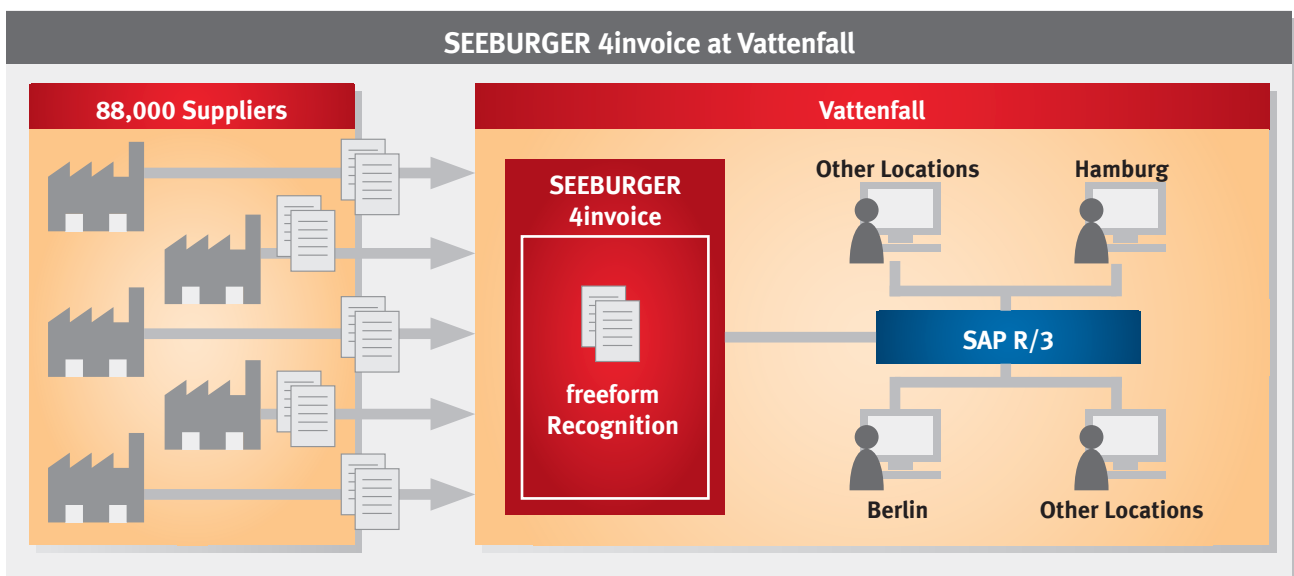 SEEBURGER 4invoice at Vattenfall
88,000 Suppliers
Vattenfall
SEEBURGER
4invoice
freeform
Recognition
Other Locations
Hamburg
SAP R/3
Berlin
Other Locations